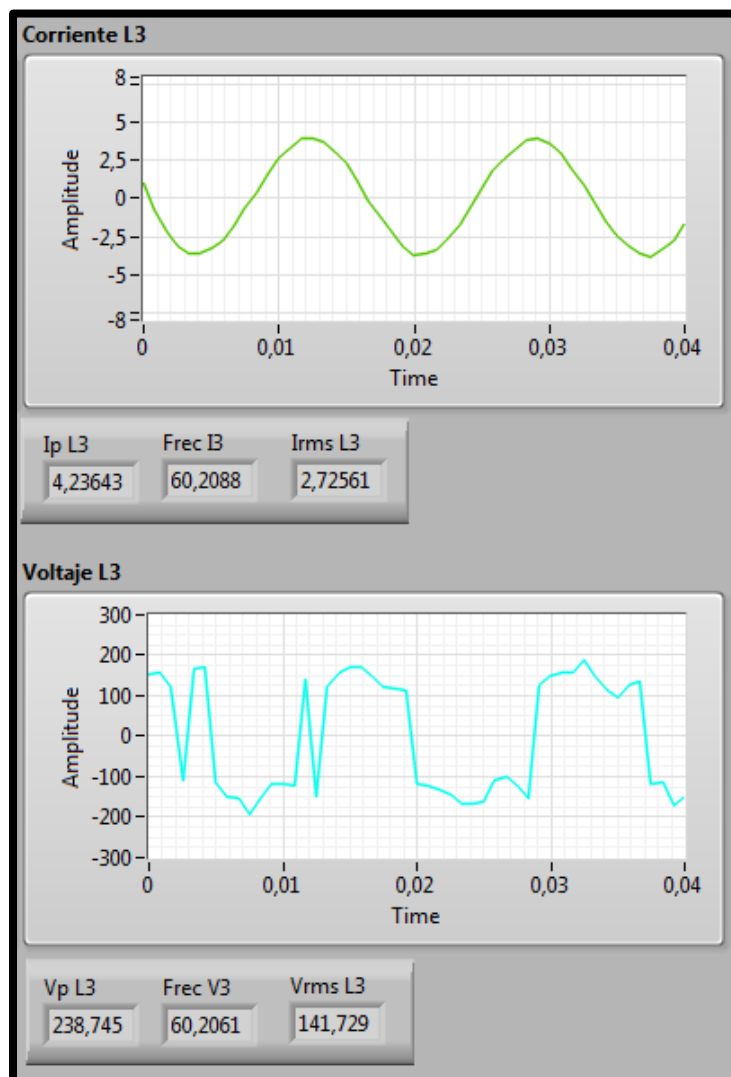 Corriente L3
8
5
2,5
0
-2,5
-5
-8
Amplitude
0 0,01 0,02 0,03 0,04
Time
Ip L3 Frec I3 Irms L3
4,23643 60,2088 2,72561
Voltaje L3
300
200
100
0
-100
-200
-300
Amplitude
0 0,01 0,02 0,03 0,04
Time
Vp L3 Frec V3 Vrms L3
238,745 60,2061 141,729